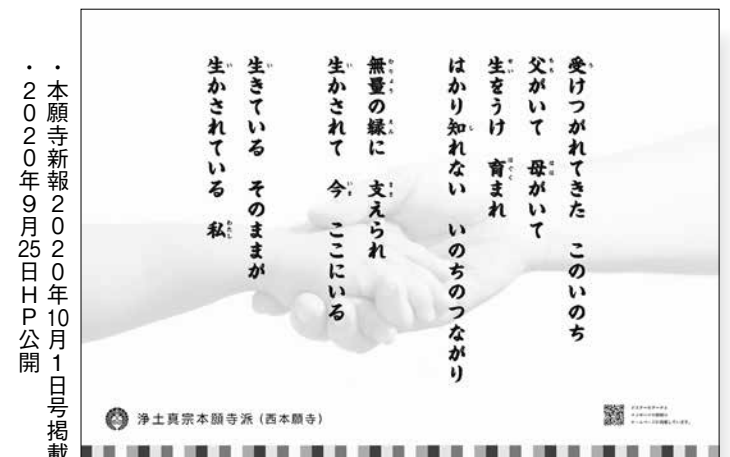 受けつがれてきた このいのち
父がいて 母がいて
生をうけ 育まれ
はかり知れない いのちのつながり
無量の縁に 支えられ
生かされて 今 ここにいる
生きている そのままが
生かされている 私
浄土真宗本願寺派（西本願寺）
・本願寺新報2020年10月1日号掲載
・2020年9月25日HP公開